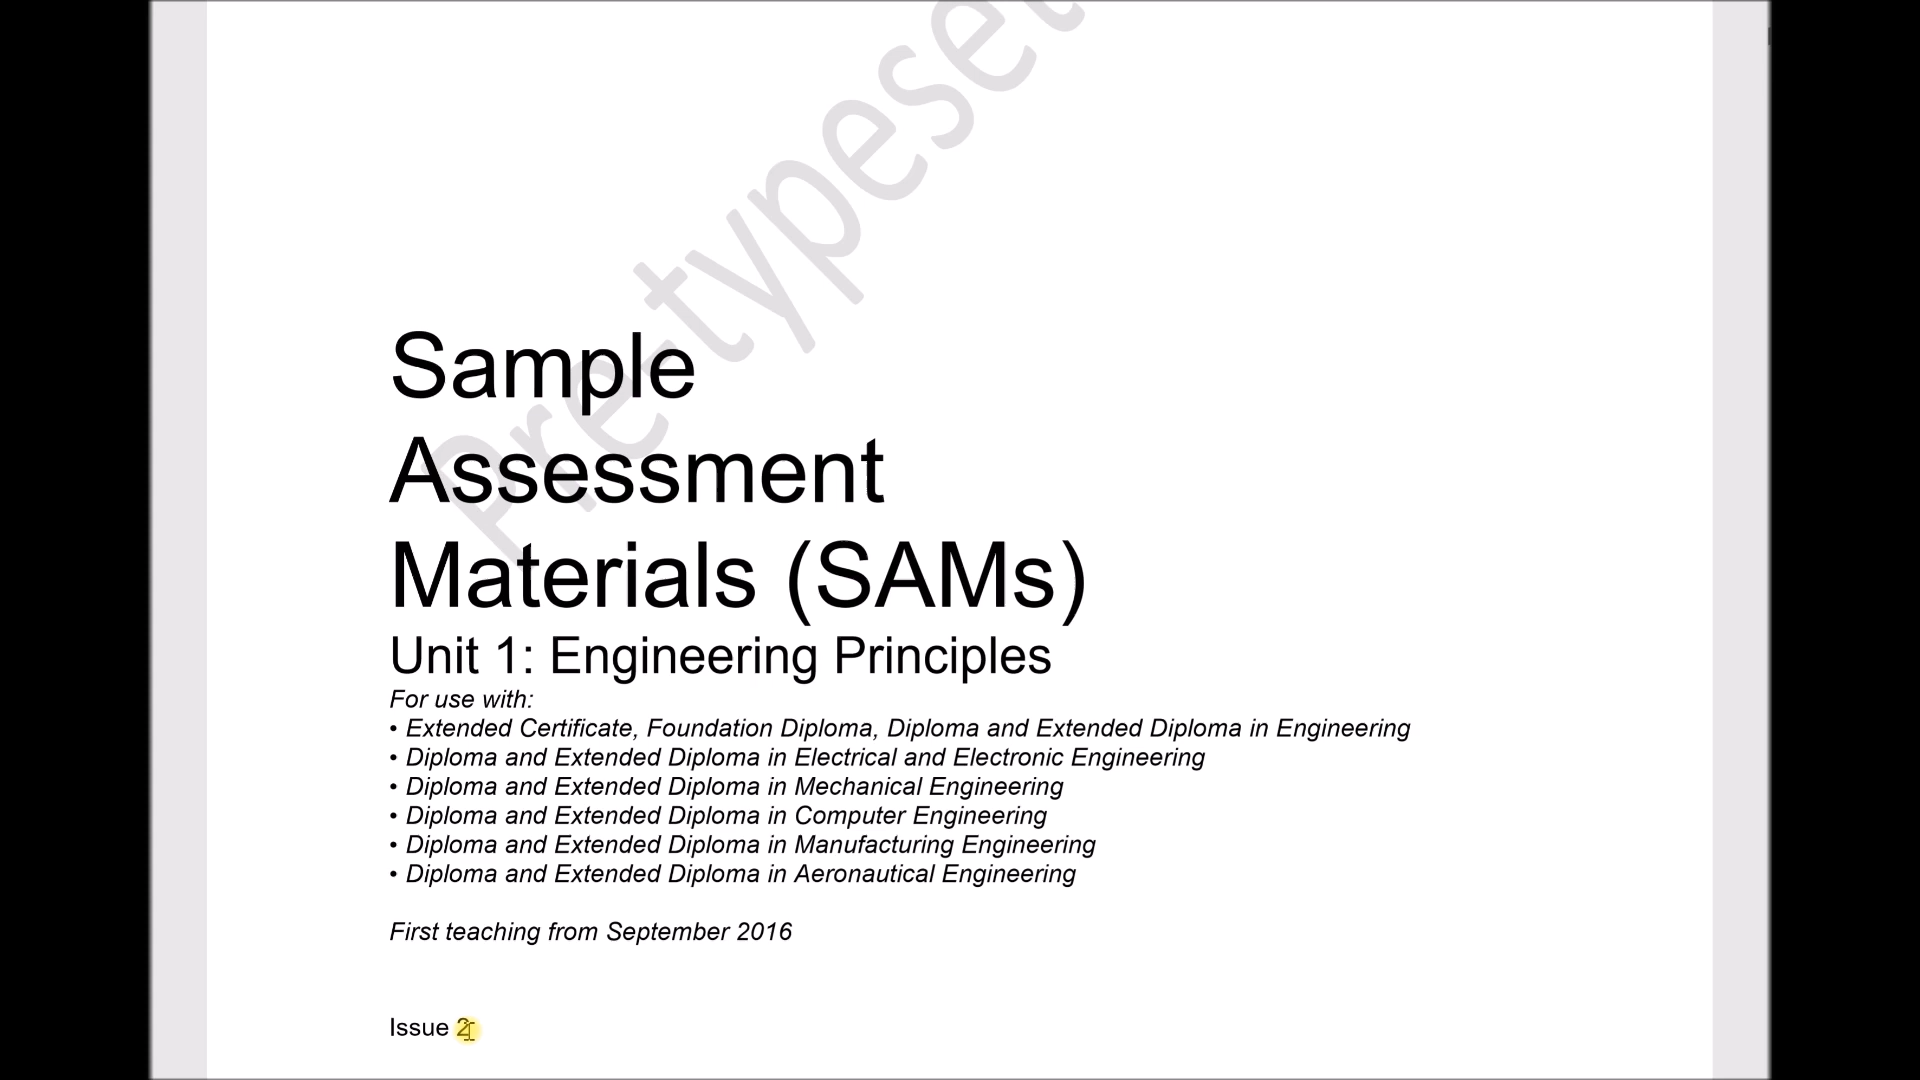 Pre-typeset
Sample
Assessment
Materials (SAMs)
Unit 1: Engineering Principles
For use with:
• Extended Certificate, Foundation Diploma, Diploma and Extended Diploma in Engineering
• Diploma and Extended Diploma in Electrical and Electronic Engineering
• Diploma and Extended Diploma in Mechanical Engineering
• Diploma and Extended Diploma in Computer Engineering
• Diploma and Extended Diploma in Manufacturing Engineering
• Diploma and Extended Diploma in Aeronautical Engineering
First teaching from September 2016
Issue 2